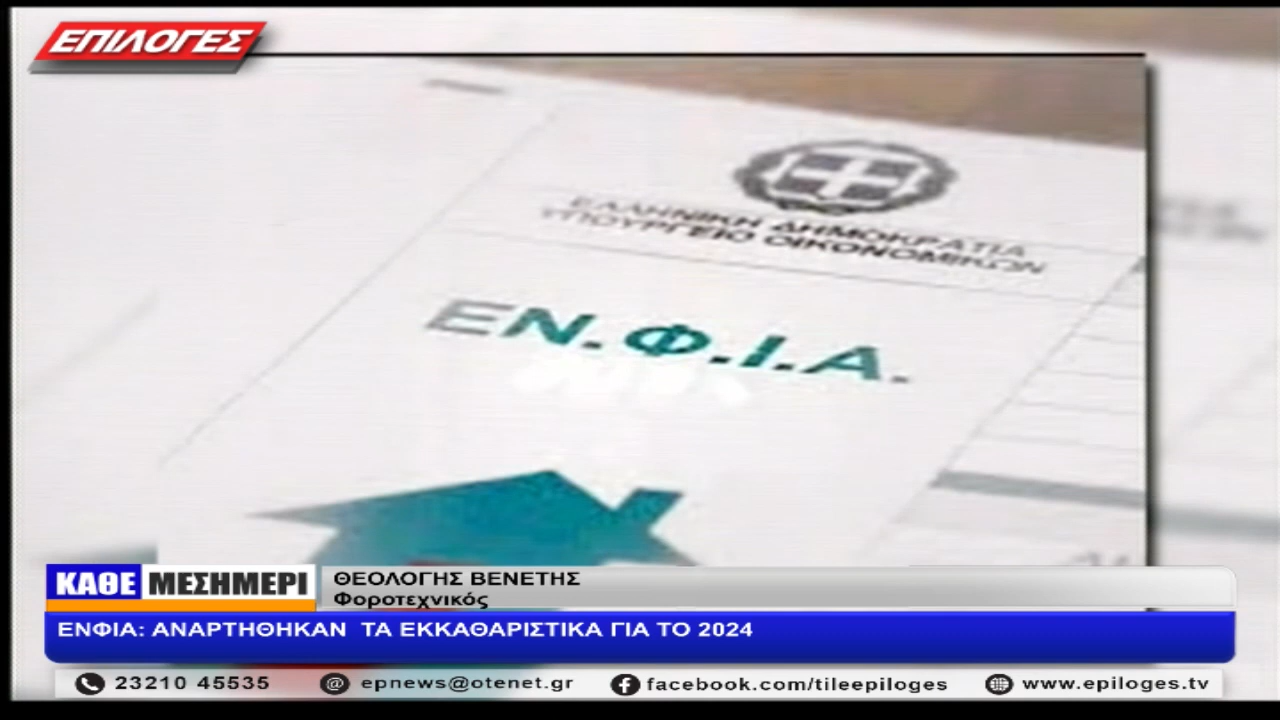 ΕΠΙΛΟΓΕΣ
ΕΛΛΗΝΙΚΗ ΔΗΜΟΚΡΑΤΙΑ
ΥΠΟΥΡΓΕΙΟ ΟΙΚΟΝΟΜΙΚΩΝ
ΕΝ.Φ.Ι.Α.
ΚΑΘΕ ΜΕΣΗΜΕΡΙ
ΘΕΟΛΟΓΗΣ ΒΕΝΕΤΗΣ
Φοροτεχνικός
ΕΝΦΙΑ: ΑΝΑΡΤΗΘΗΚΑΝ ΤΑ ΕΚΚΑΘΑΡΙΣΤΙΚΑ ΓΙΑ ΤΟ 2024
23210 45535 epnews@otenet.gr facebook.com/tileepiloges www.epiloges.tv